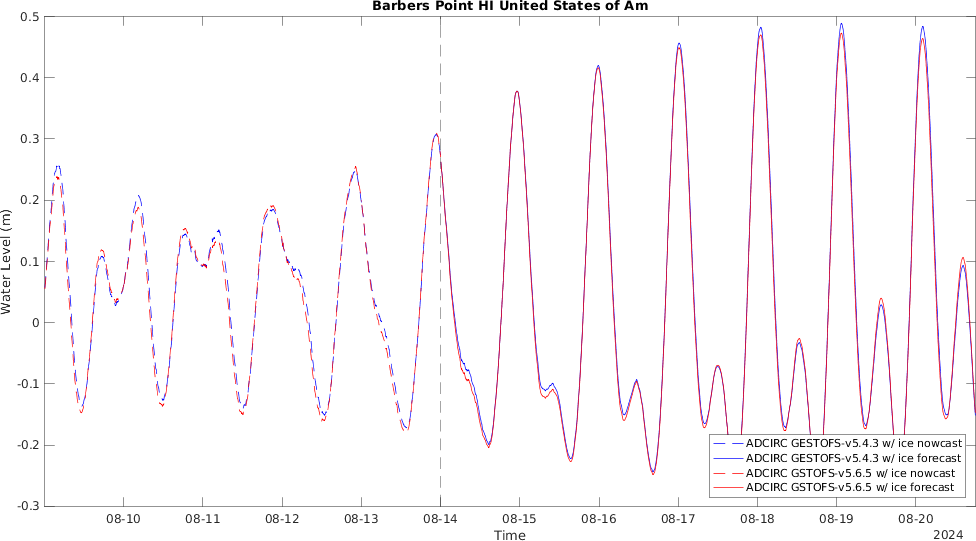 Barbers Point HI United States of Am
0.5
0.4
0.3
0.2
0.1
0
-0.1
-0.2
-0.3
Water Level (m)
ADCIRC GESTOFS-v5.4.3 w/ ice nowcast
ADCIRC GESTOFS-v5.4.3 w/ ice forecast
ADCIRC GSTOFS-v5.6.5 w/ ice nowcast
ADCIRC GSTOFS-v5.6.5 w/ ice forecast
08-10 08-11 08-12 08-13 08-14 08-15 08-16 08-17 08-18 08-19 08-20
Time
2024